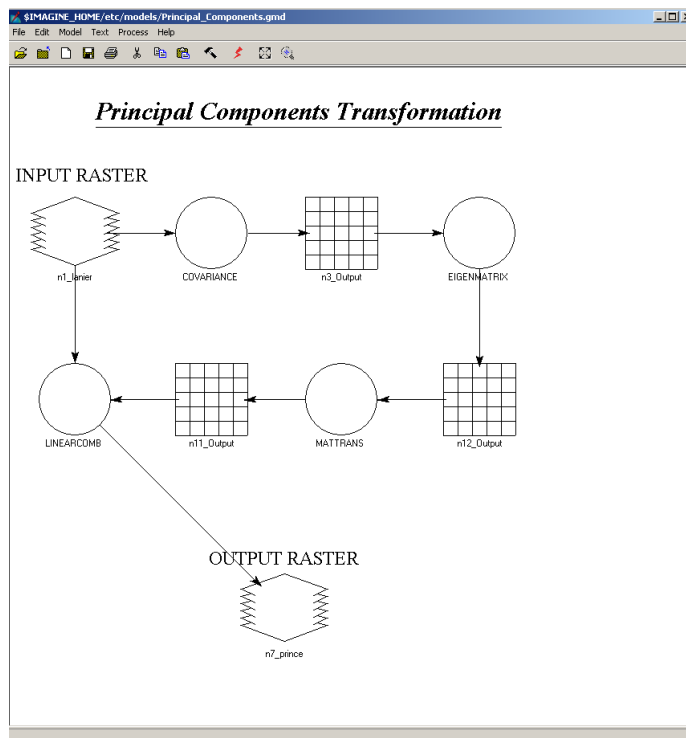 $IMAGINE_HOME/etc/models/Principal_Components.gmd
File Edit Model Text Process Help
Principal Components Transformation
INPUT RASTER
n1_lanier COVARIANCE n3_Output EIGENMATRIX
LINEARCOMB n11_Output MATTRANS n12_Output
OUTPUT RASTER
n7_prince